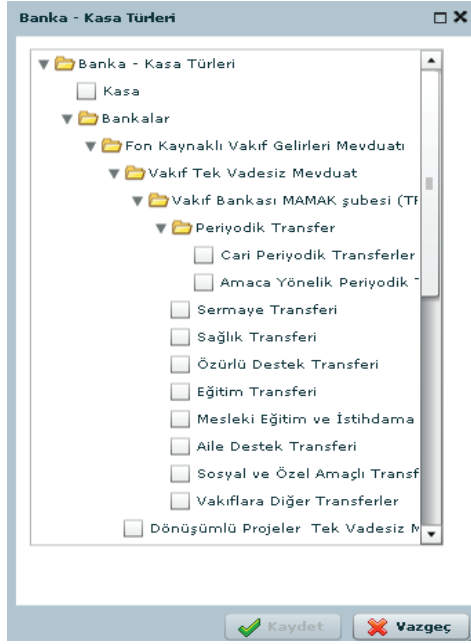 Banka - Kasa Türleri
Banka - Kasa Türleri
Kasa
Bankalar
Fon Kaynaklı Vakıf Gelirleri Mevduatı
Vakıf Tek Vadesiz Mevduat
Vakıf Bankası MAMAK şubesi
Periyodik Transfer
Cari Periyodik Transferler
Amaca Yönelik Periyodik
Sermaye Transferi
Sağlık Transferi
Özürlü Destek Transferi
Eğitim Transferi
Mesleki Eğitim ve İstihdama
Aile Destek Transferi
Sosyal ve Özel Amaçlı Transf
Vakıflara Diğer Transferler
Dönüşümlü Projeler Tek Vadesiz
Kaydet
Vazgeç